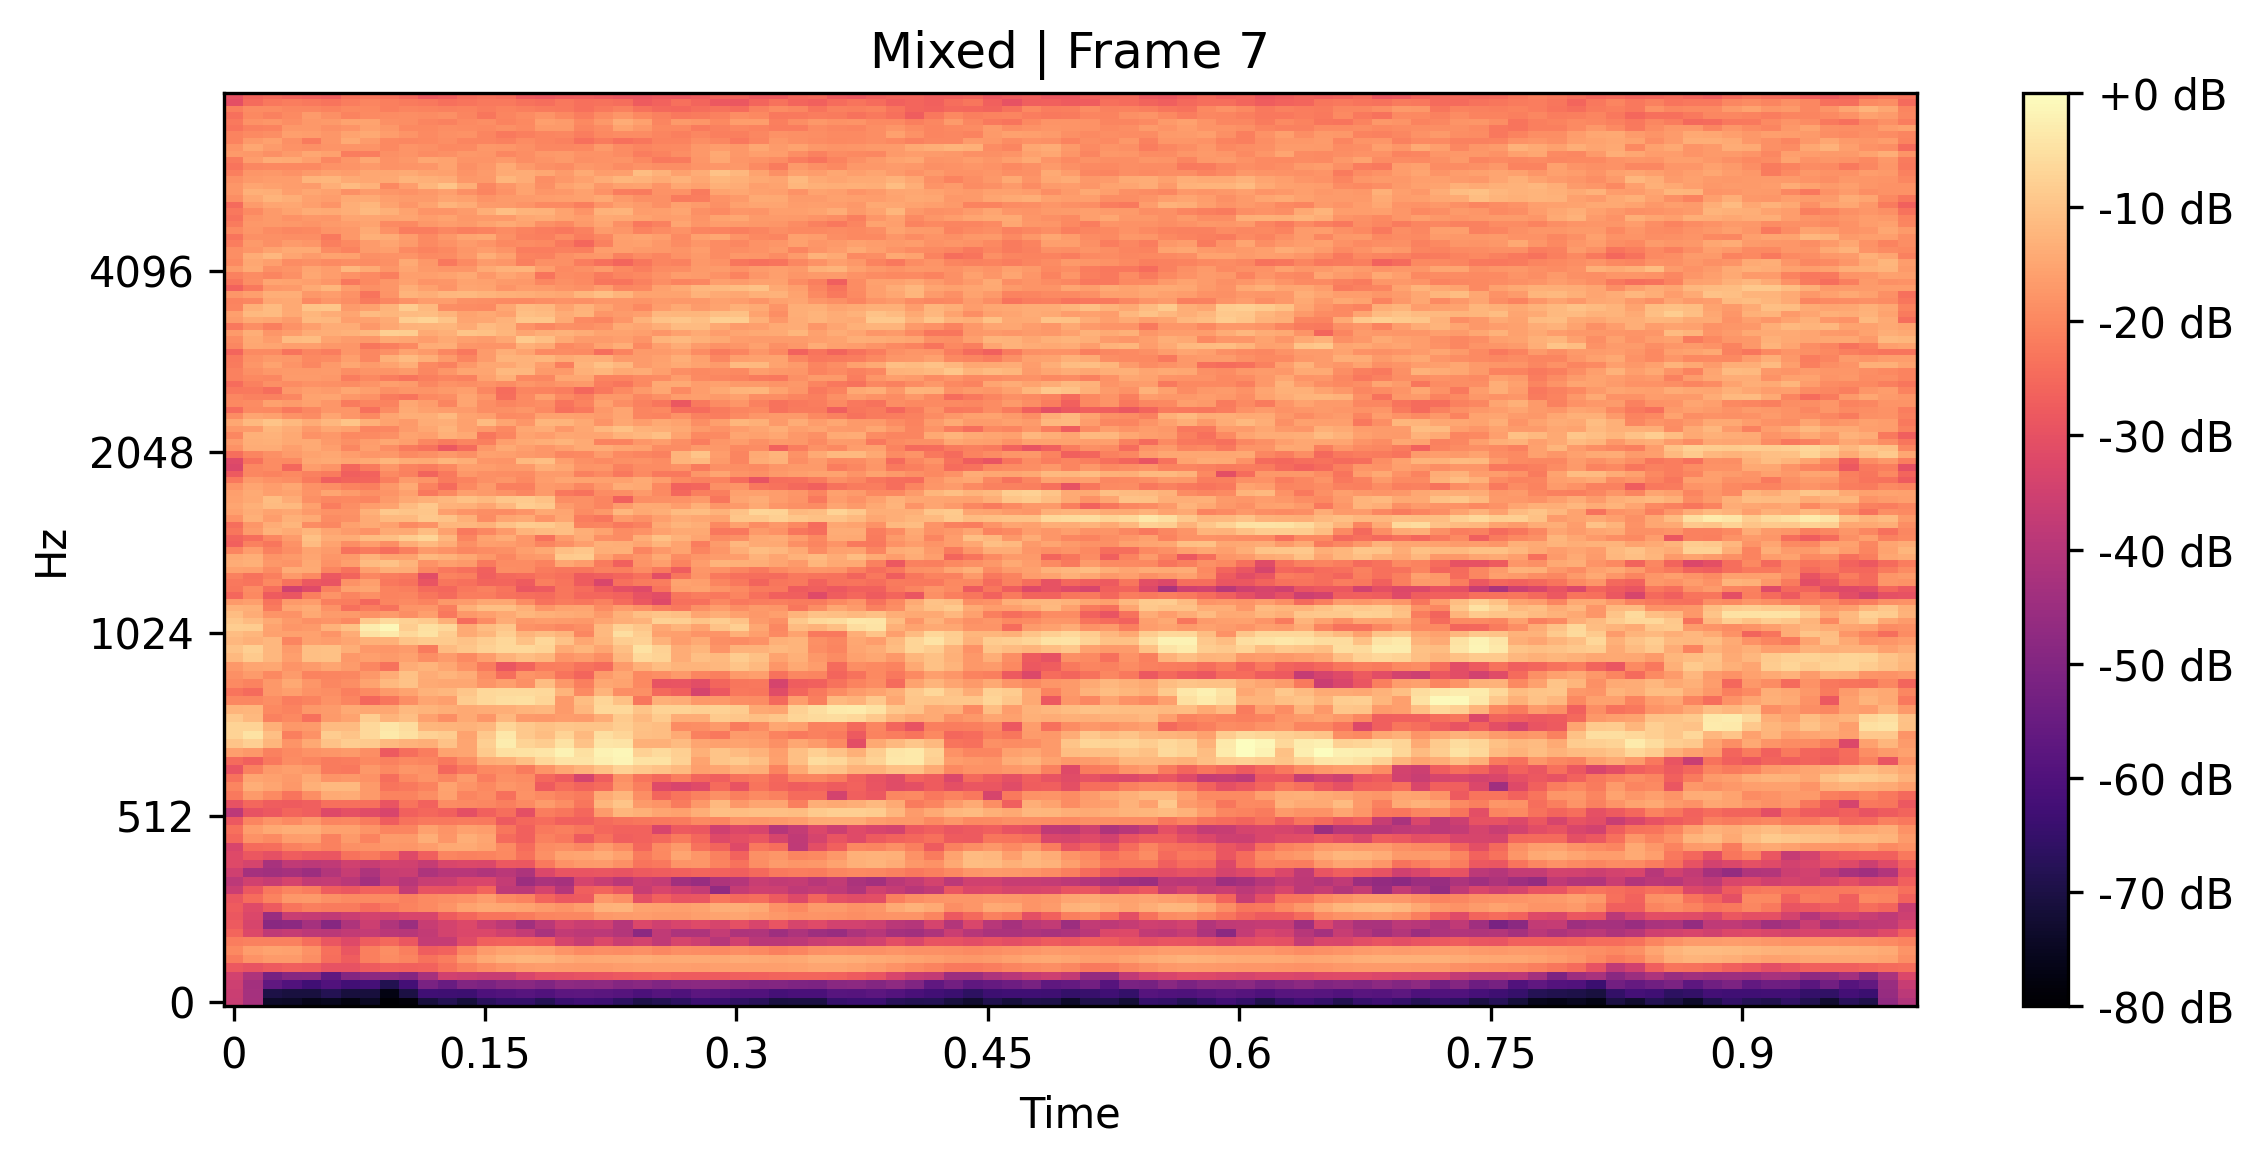 Mixed | Frame 7
+0 dB
-10 dB
-20 dB
-30 dB
-40 dB
-50 dB
-60 dB
-70 dB
-80 dB
Hz
4096
2048
1024
512
0
0 0.15 0.3 0.45 0.6 0.75 0.9
Time